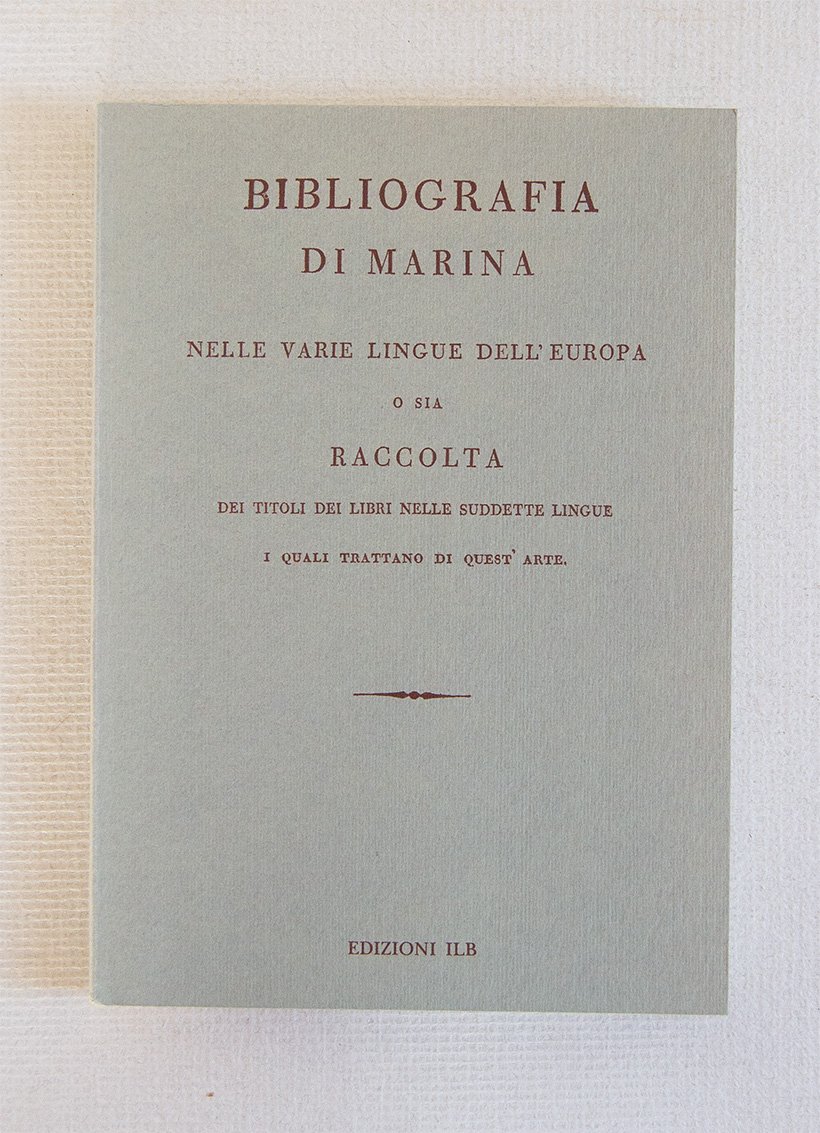 BIBLIOGRAFIA
DI MARINA
NELLE VARIE LINGUE DELL' EUROPA
O SIA
RACCOLTA
DEI TITOLI DEI LIBRI NELLE SUDDETTE LINGUE
I QUALI TRATTANO DI QUEST' ARTE.
EDIZIONI ILB